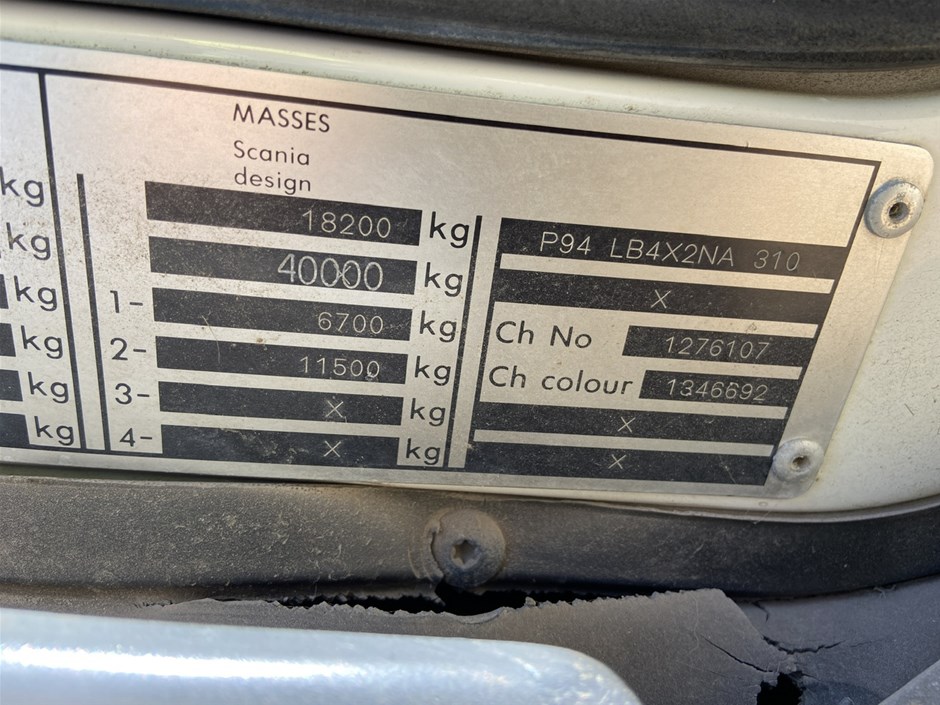 MASSES
Scania
design
kg 18200 kg
kg 40000 kg
kg 1- 6700 kg
kg 2- 11500 kg
kg 3- X kg
kg 4- X kg
P94 LB4X2NA 310
X
Ch No 1276107
Ch colour 1346692
X
X